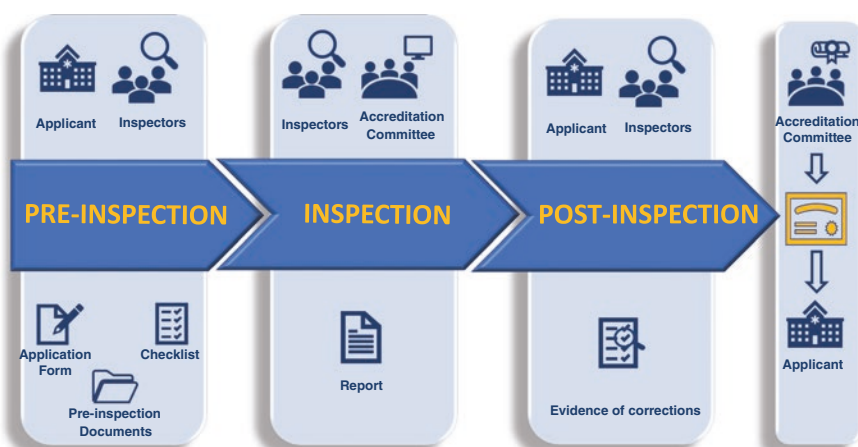 Applicant
Inspectors
Inspectors
Accreditation
Committee
Applicant
Inspectors
Accreditation
Committee
PRE-INSPECTION
INSPECTION
POST-INSPECTION
Application
Form
Checklist
Pre-inspection
Documents
Report
Evidence of corrections
Applicant